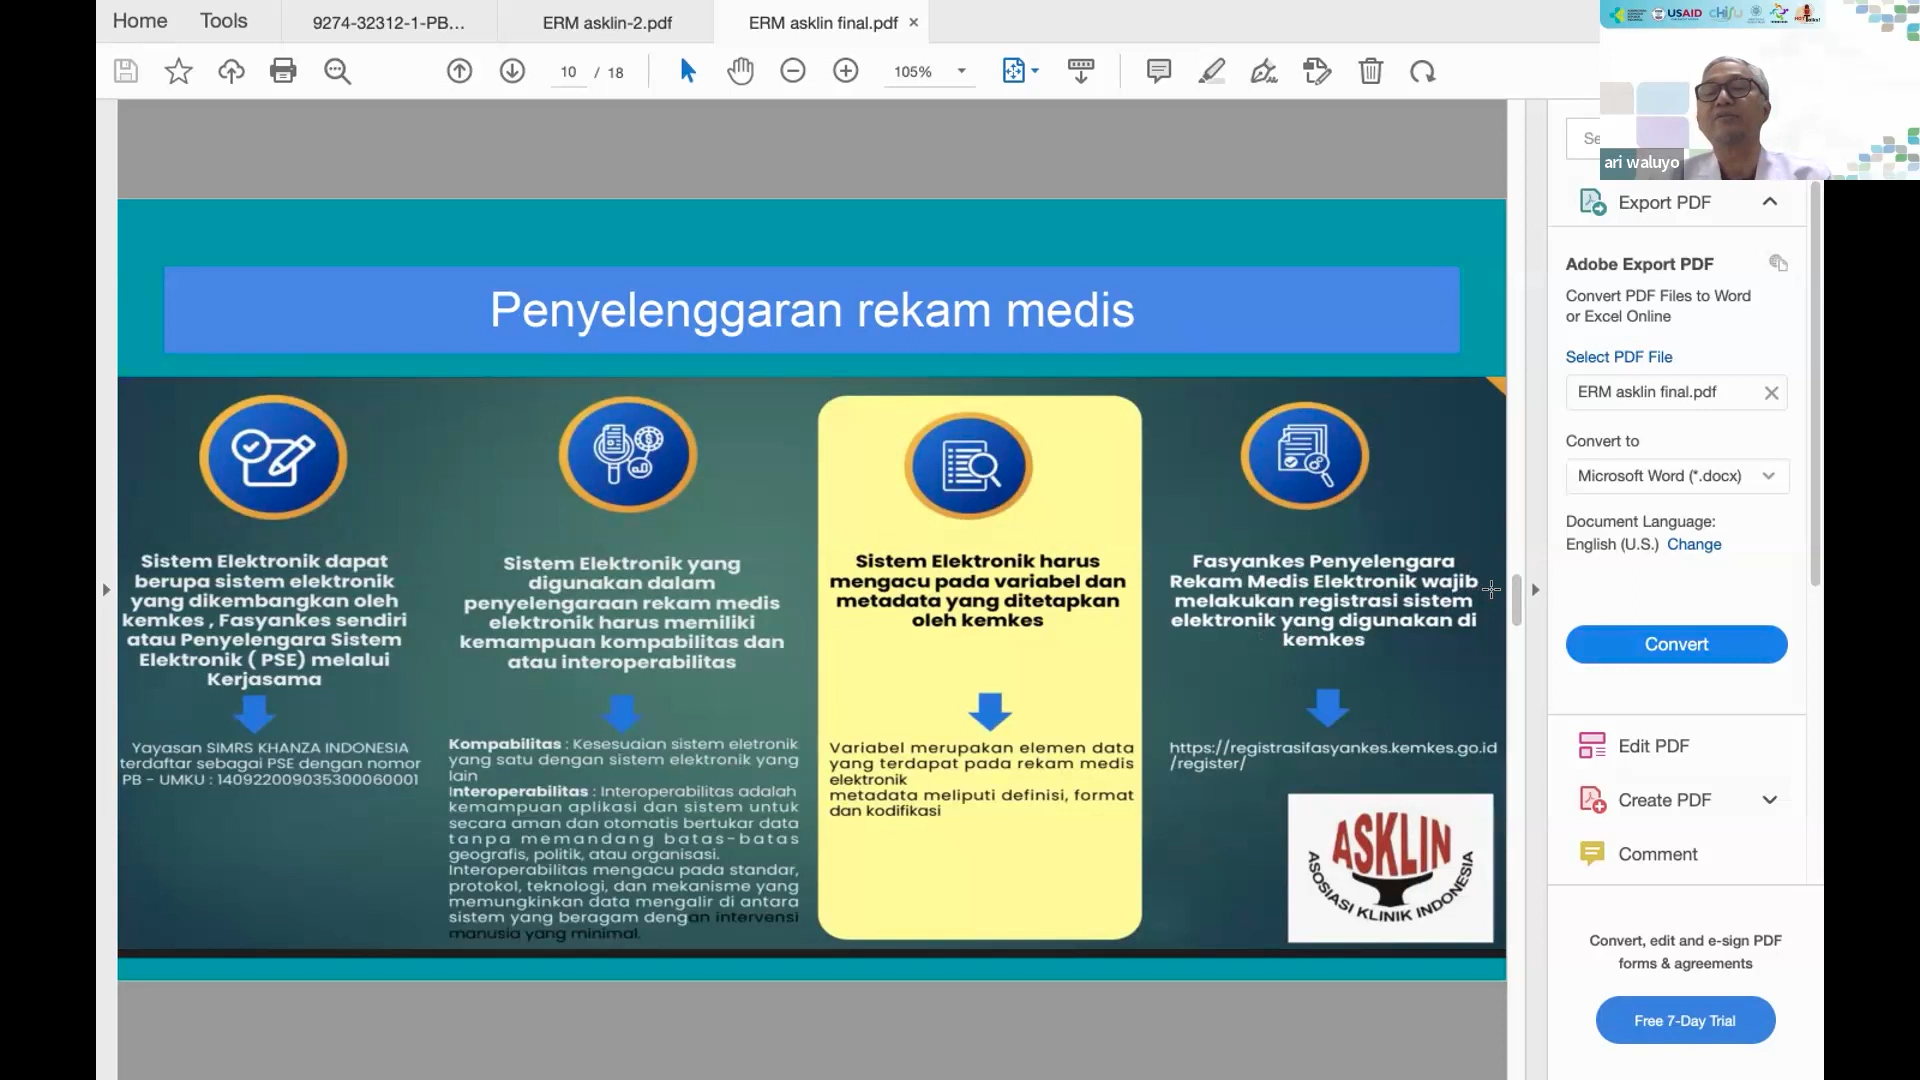 Home
Tools
9274-32312-1-PB...
ERM asklin-2.pdf
ERM asklin final.pdf
10 / 18
105%
USAID
ari waluyo
Export PDF
Adobe Export PDF
Convert PDF Files to Word
or Excel Online
Select PDF File
ERM asklin final.pdf
Convert to
Microsoft Word (*.docx)
Document Language:
English (U.S.) Change
Convert
Edit PDF
Create PDF
Comment
Convert, edit and e-sign PDF
forms & agreements
Free 7-Day Trial
Penyelenggaran rekam medis
Sistem Elektronik dapat
berupa sistem elektronik
yang dikembangkan oleh
kemkes , Fasyankes sendiri
atau Penyelengara Sistem
Elektronik ( PSE) melalui
Kerjasama
Yayasan SIMRS KHANZA INDONESIA
terdaftar sebagai PSE dengan nomor
PB - UMKU : 140922009035300060001
Sistem Elektronik yang
digunakan dalam
penyelengaraan rekam medis
elektronik harus memiliki
kemampuan kompabilitas dan
atau interoperabilitas
Kompabilitas : Kesesuaian sistem eletronik
yang satu dengan sistem elektronik yang
lain
Interoperabilitas : Interoperabilitas adalah
kemampuan aplikasi dan sistem untuk
secara aman dan otomatis bertukar data
tanpa memandang batas-batas
geografis, politik, atau organisasi.
Interoperabilitas mengacu pada standar,
protokol, teknologi, dan mekanisme yang
memungkinkan data mengalir di antara
sistem yang beragam dengan intervensi
manusia yang minimal.
Sistem Elektronik harus
mengacu pada variabel dan
metadata yang ditetapkan
oleh kemkes
Variabel merupakan elemen data
yang terdapat pada rekam medis
elektronik
metadata meliputi definisi, format
dan kodifikasi
Fasyankes Penyelengara
Rekam Medis Elektronik wajib
melakukan registrasi sistem
elektronik yang digunakan di
kemkes
https://registrasifasyankes.kemkes.go.id
/register/
ASKLIN
ASOSIASI KLINIK INDONESIA